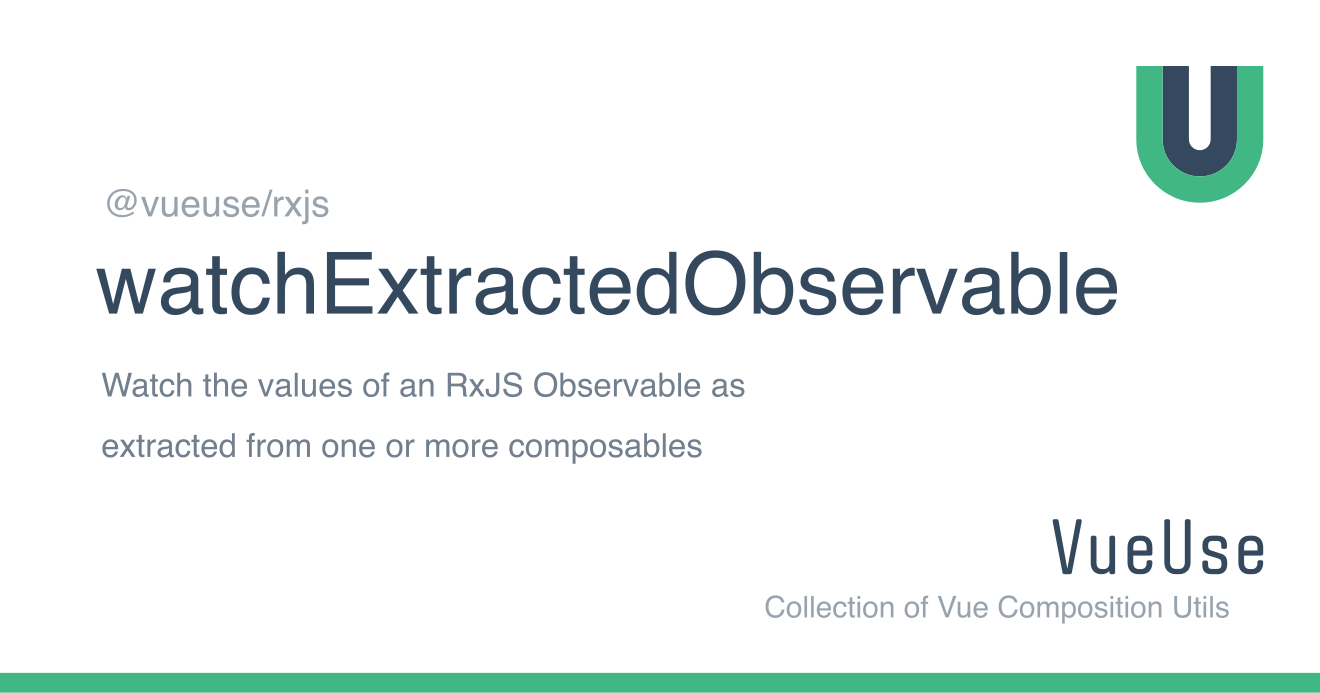 @vueuse/rxjs
watchExtractedObservable
Watch the values of an RxJS Observable as
extracted from one or more composables
VueUse
Collection of Vue Composition Utils